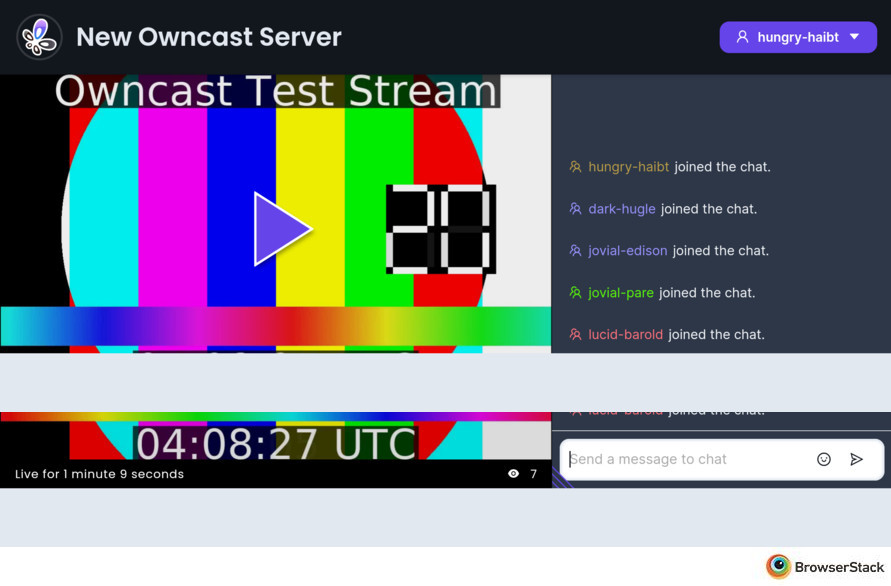 New Owncast Server
hungry-haibt
Owncast Test Stream
hungry-haibt joined the chat.
dark-hugle joined the chat.
jovial-edison joined the chat.
jovial-pare joined the chat.
lucid-barold joined the chat.
lucid-barold joined the chat.
04:08:27 UTC
Send a message to chat
Live for 1 minute 9 seconds
7
BrowserStack